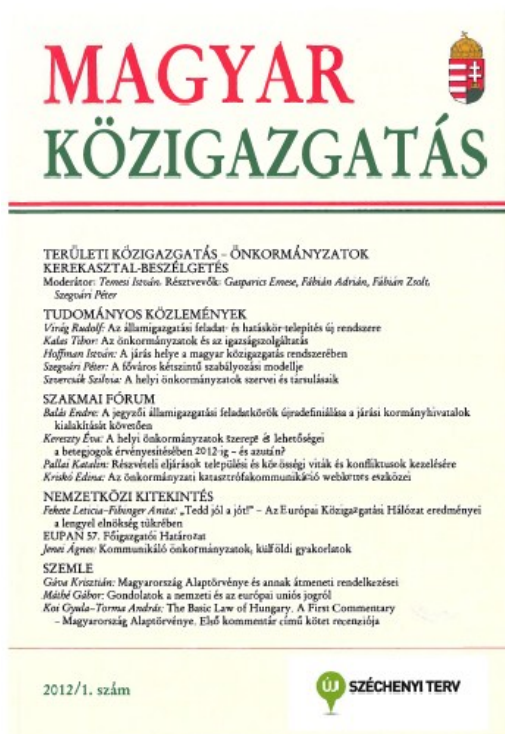 MAGYAR
KÖZIGAZGATÁS
TERÜLETI KÖZIGAZGATÁS – ÖNKORMÁNYZATOK
KEREKASZTAL-BESZÉLGETÉS
Moderátor: Temesi István. Résztvevők: Gasparics Emese, Fábián Adrián, Fábián Zsolt,
Szegvári Péter
TUDOMÁNYOS KÖZLEMÉNYEK
Virág Rudolf: Az államigazgatási feladat- és hatáskör-telepítés új rendszere
Kalas Tibor: Az önkormányzatok és az igazságszolgáltatás
Hoffman István: A járás helye a magyar közigazgatás rendszerében
Szegvári Péter: A főváros kétszintű szabályozási modellje
Szvercsák Szilvia: A helyi önkormányzatok szervei és társulásaik
SZAKMAI FÓRUM
Balás Endre: A jegyzői államigazgatási feladatkörök újradefiniálása a járási kormányhivatalok
kialakítását követően
Kereszty Éva: A helyi önkormányzatok szerepe és lehetőségei
a betegjogok érvényesítésében 2012-ig – és azután?
Pallai Katalin: Részvételi eljárások települési és közösségi viták és konfliktusok kezelésére
Kriskó Edina: Az önkormányzati katasztrófakommunikáció webkettes eszközei
NEMZETKÖZI KITEKINTÉS
Fekete Letícia–Fibinger Anita: „Tedd jól a jót!” – Az Európai Közigazgatási Hálózat eredményei
a lengyel elnökség tükrében
EUPAN 57. Főigazgatói Határozat
Jenei Ágnes: Kommunikáló önkormányzatok, külföldi gyakorlatok
SZEMLE
Gáva Krisztián: Magyarország Alaptörvénye és annak átmeneti rendelkezései
Máthé Gábor: Gondolatok a nemzeti és az európai uniós jogról
Koi Gyula–Torma András: The Basic Law of Hungary. A First Commentary
– Magyarország Alaptörvénye. Első kommentár című kötet recenziója
2012/1. szám
ÚJ SZÉCHENYI TERV